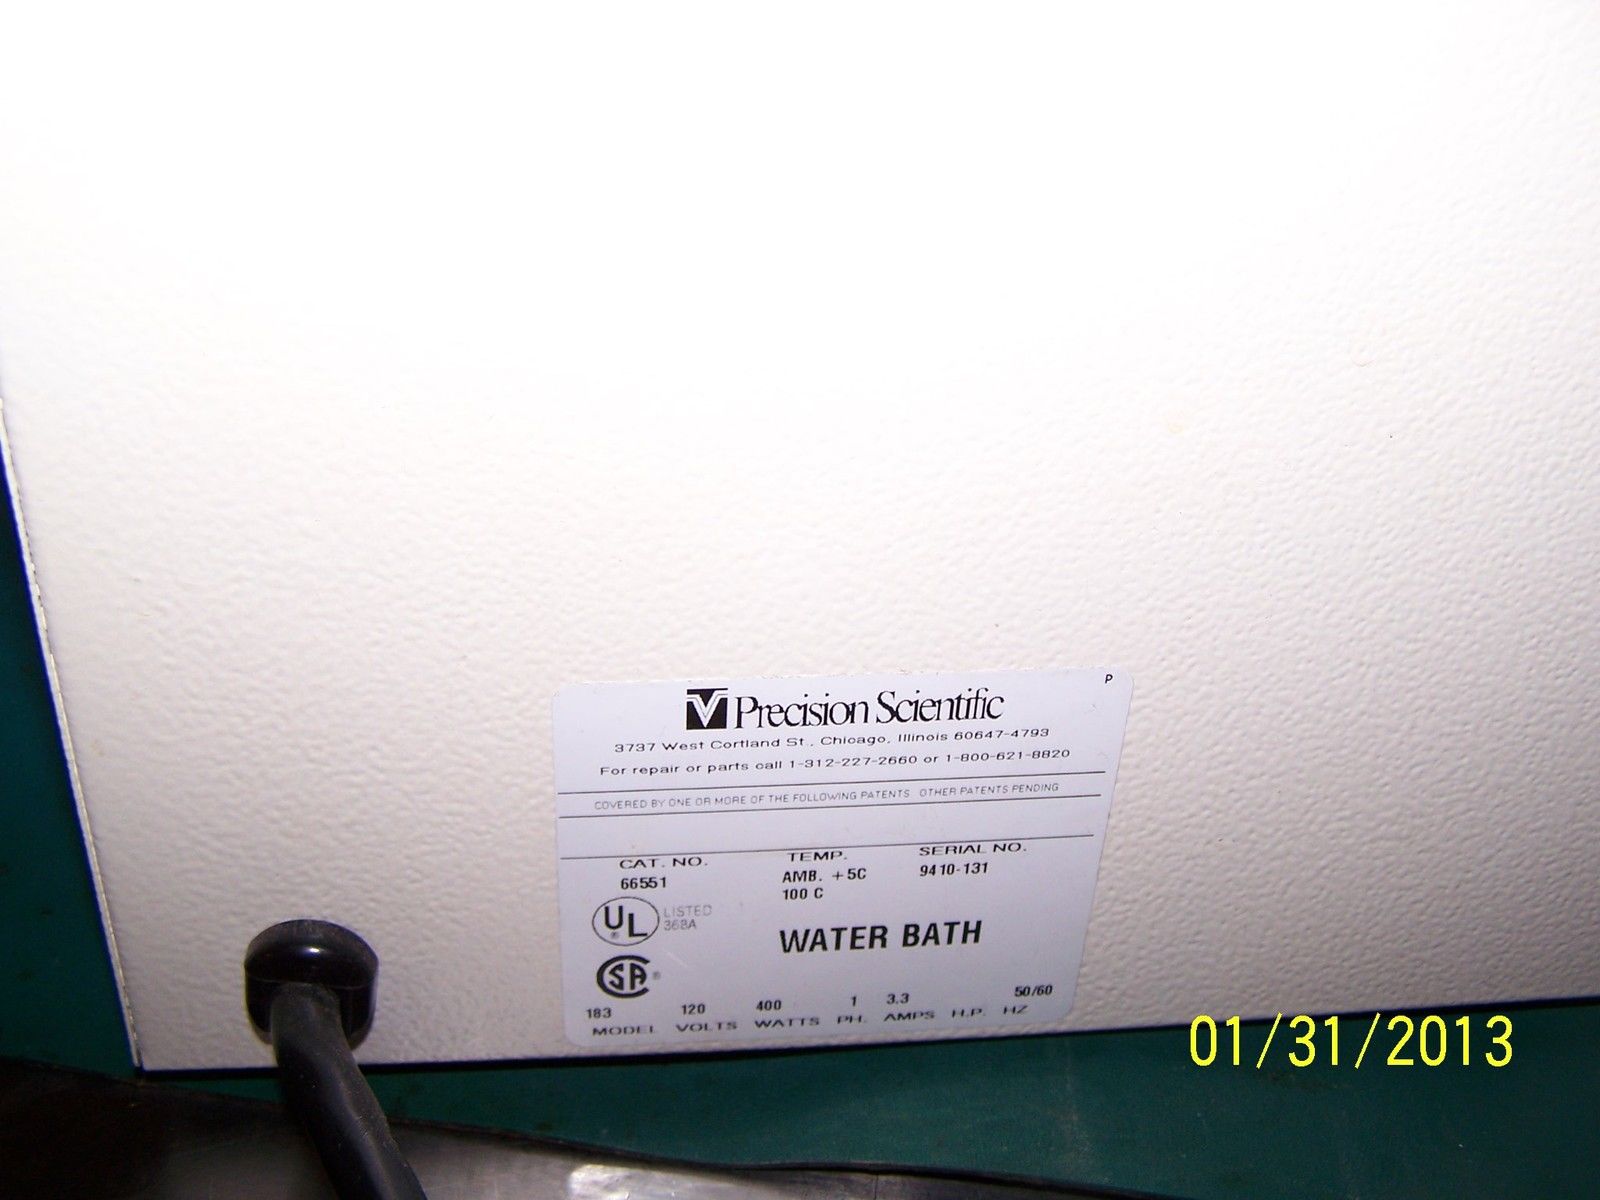 P
Precision Scientific
3737 West Cortland St., Chicago, Illinois 60647-4793
For repair or parts call 1-312-227-2660 or 1-800-621-8820
COVERED BY ONE OR MORE OF THE FOLLOWING PATENTS OTHER PATENTS PENDING
CAT. NO. TEMP. SERIAL NO.
66551 AMB. +5C 9410-131
100 C
UL® LISTED
368A
WATER BATH
SA®
183 120 400 1 3.3 50/60
MODEL VOLTS WATTS PH. AMPS H.P. HZ
01/31/2013